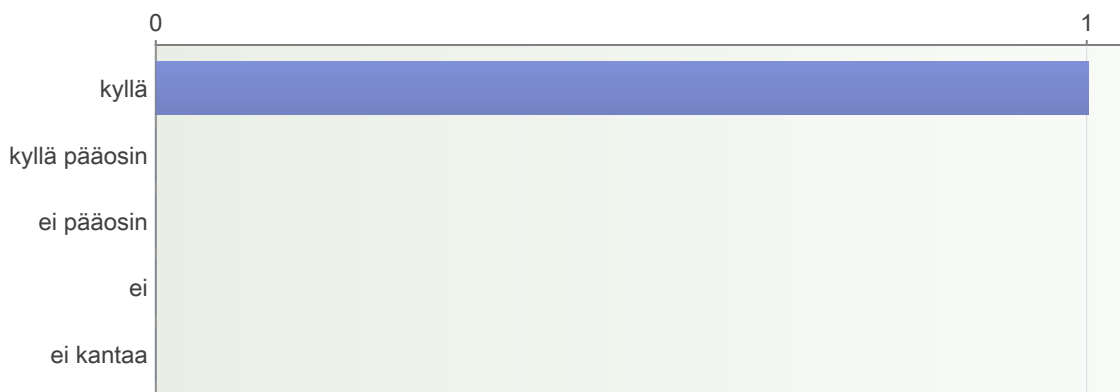 0 1
kyllä
kyllä pääosin
ei pääosin
ei
ei kantaa